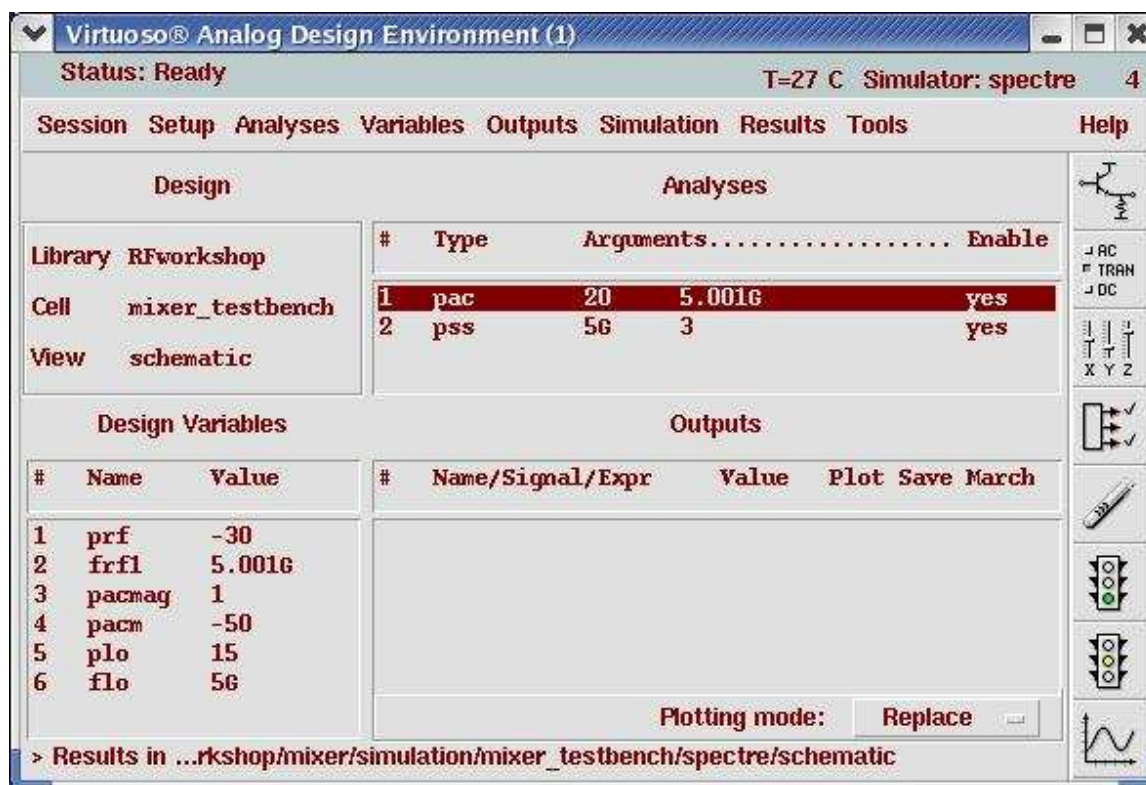 Virtuoso® Analog Design Environment (1)
Status: Ready
T=27 C Simulator: spectre 4
Session Setup Analyses Variables Outputs Simulation Results Tools Help
Design
Library RFworkshop
Cell mixer_testbench
View schematic
Analyses
# Type Arguments................... Enable
1 pac 20 5.001G yes
2 pss 5G 3 yes
AC
TRAN
DC
X Y Z
Design Variables
# Name Value
1 prf -30
2 frf1 5.001G
3 pacmag 1
4 pacm -50
5 plo 15
6 flo 5G
Outputs
# Name/Signal/Expr Value Plot Save March
Plotting mode: Replace
> Results in ...rkshop/mixer/simulation/mixer_testbench/spectre/schematic